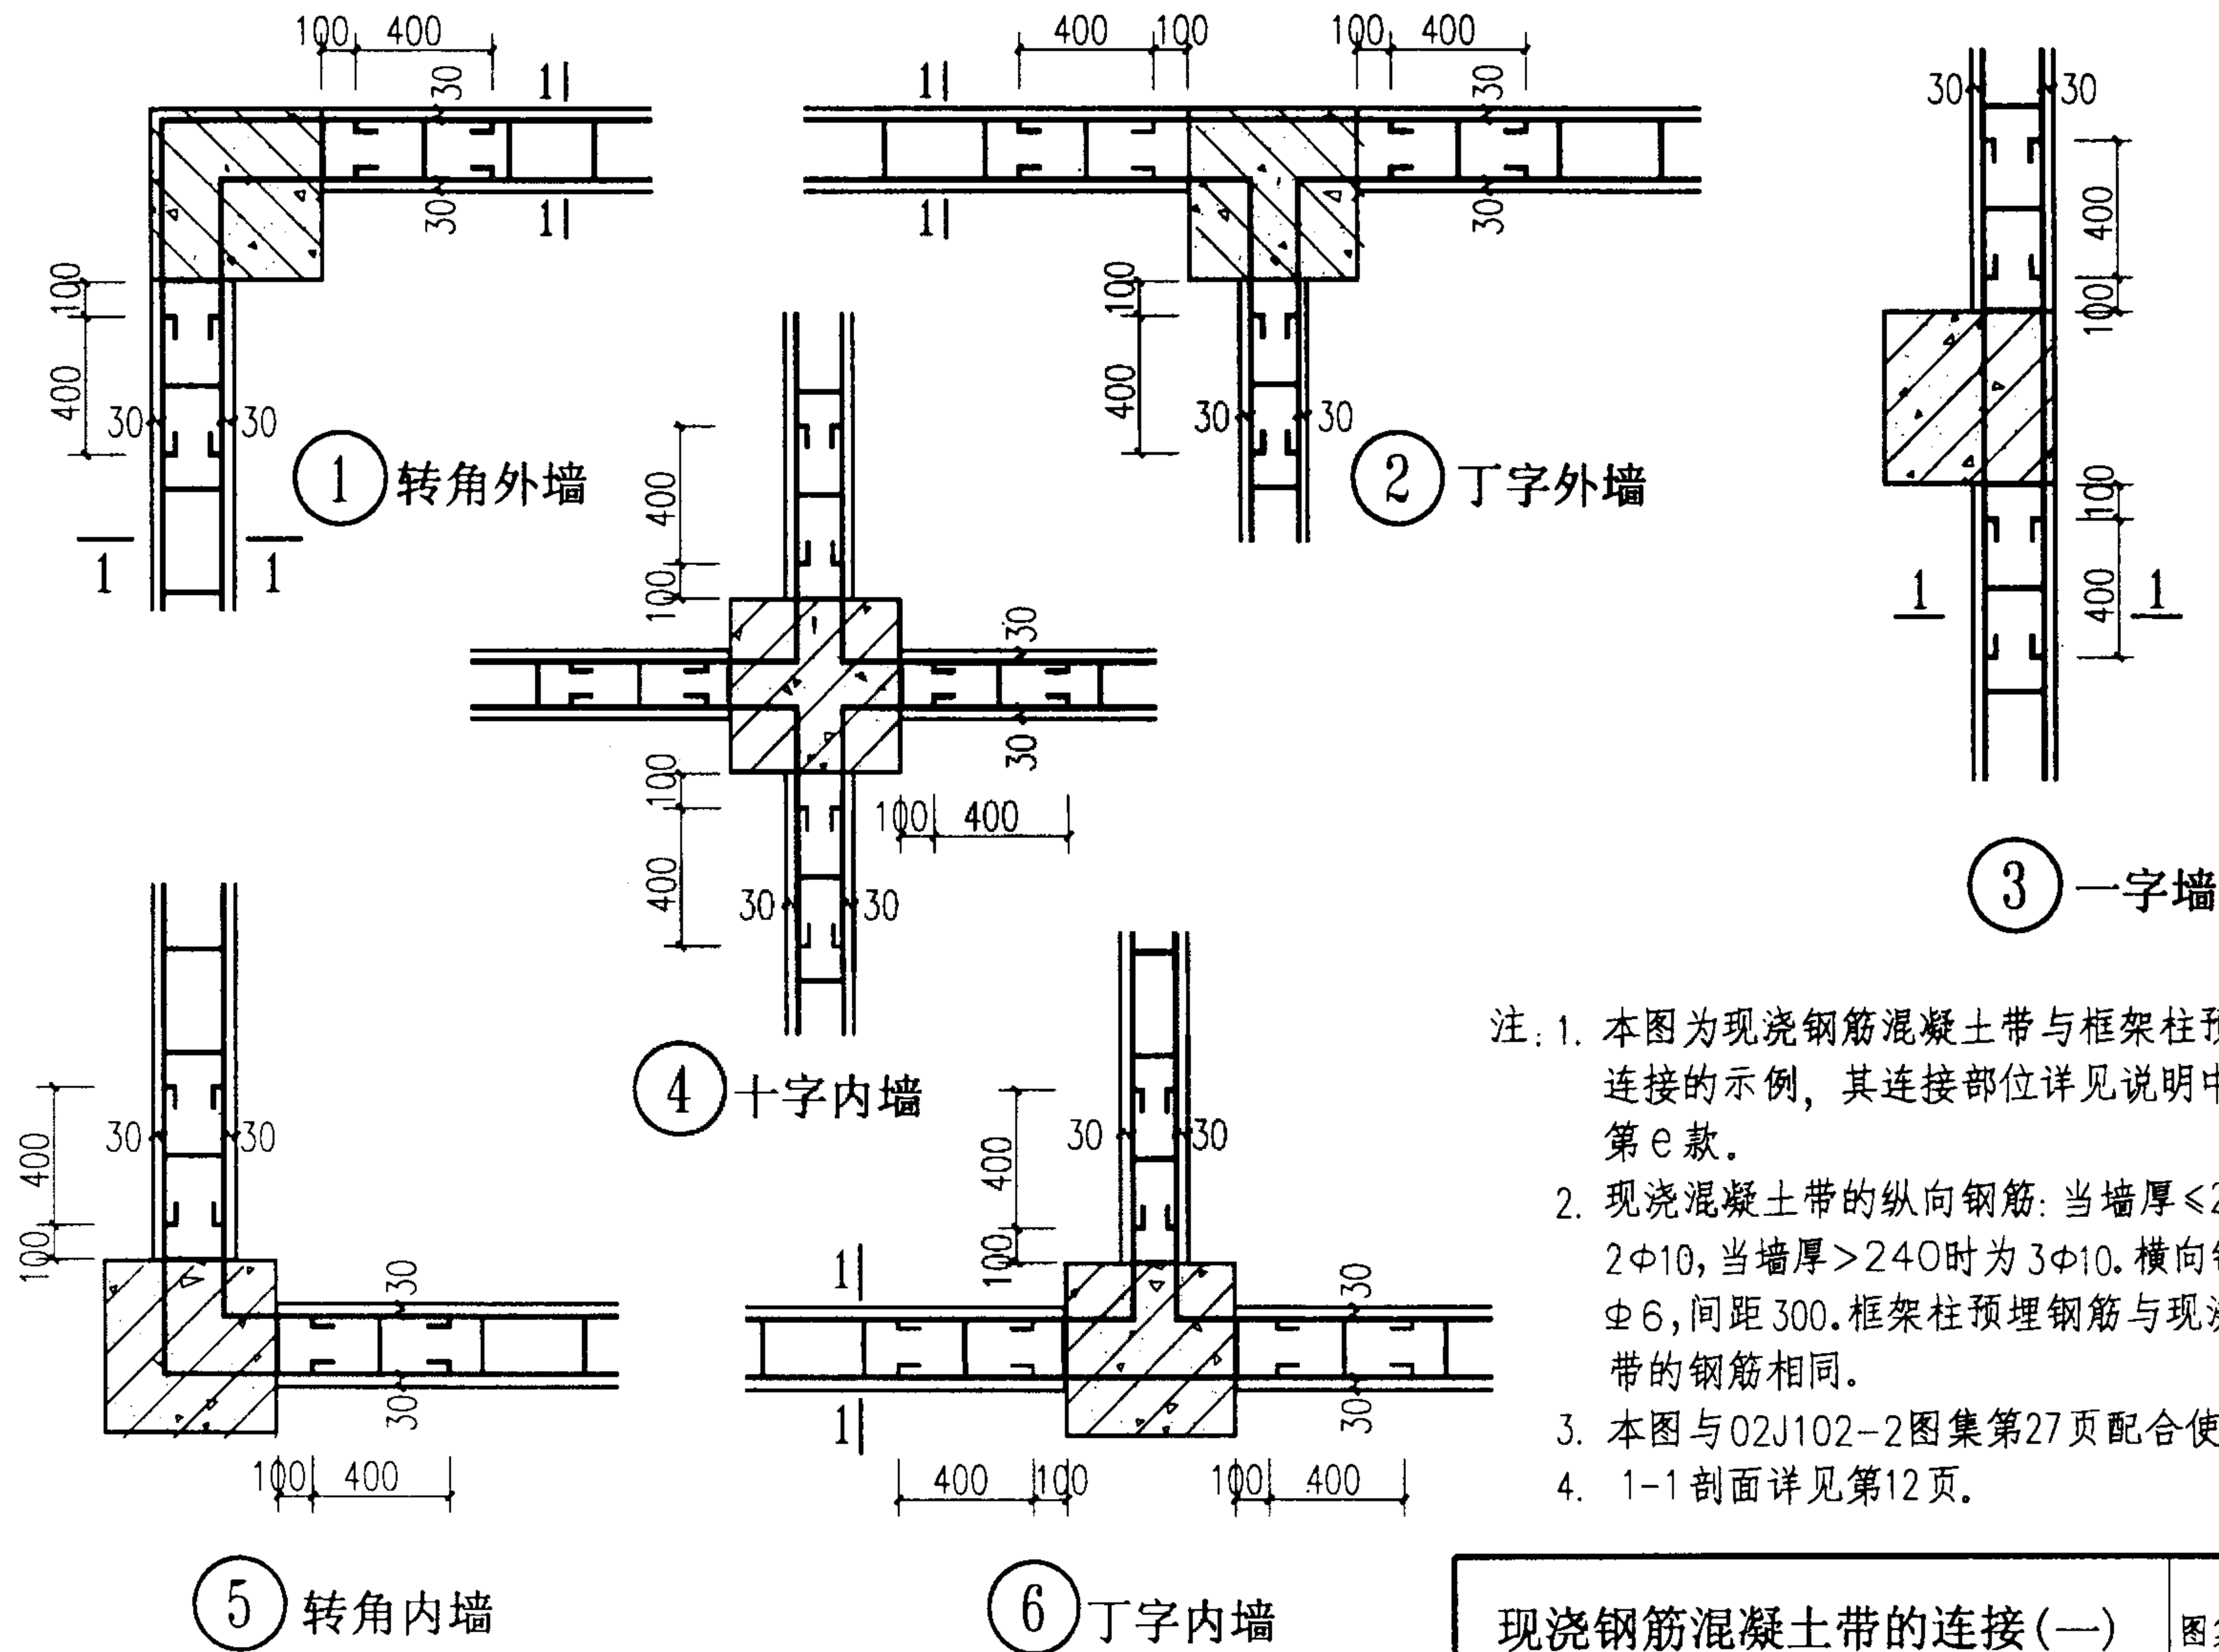 100 400
30
1 1
30
1 1
100
400
30 30
1 1
① 转角外墙
400 100 100 400
1 30
1 30
100
400
30 30
② 丁字外墙
30 30
400
100
100
400
1 1
③ 一字墙
400
100
30
30
100
400
100 400
30 30
④ 十字内墙
400
100
30 30
30
30
100 400
⑤ 转角内墙
400
100
30 30
1 30
1 30
400 100 100 400
⑥ 丁字内墙
注: 1. 本图为现浇钢筋混凝土带与框架柱预
连接的示例, 其连接部位详见说明中
第e款。
2. 现浇混凝土带的纵向钢筋: 当墙厚≤2
2Φ10, 当墙厚>240时为3Φ10. 横向
Φ6, 间距300. 框架柱预埋钢筋与现浇
带的钢筋相同。
3. 本图与02J102-2图集第27页配合使
4. 1-1剖面详见第12页。
现浇钢筋混凝土带的连接(一)
图